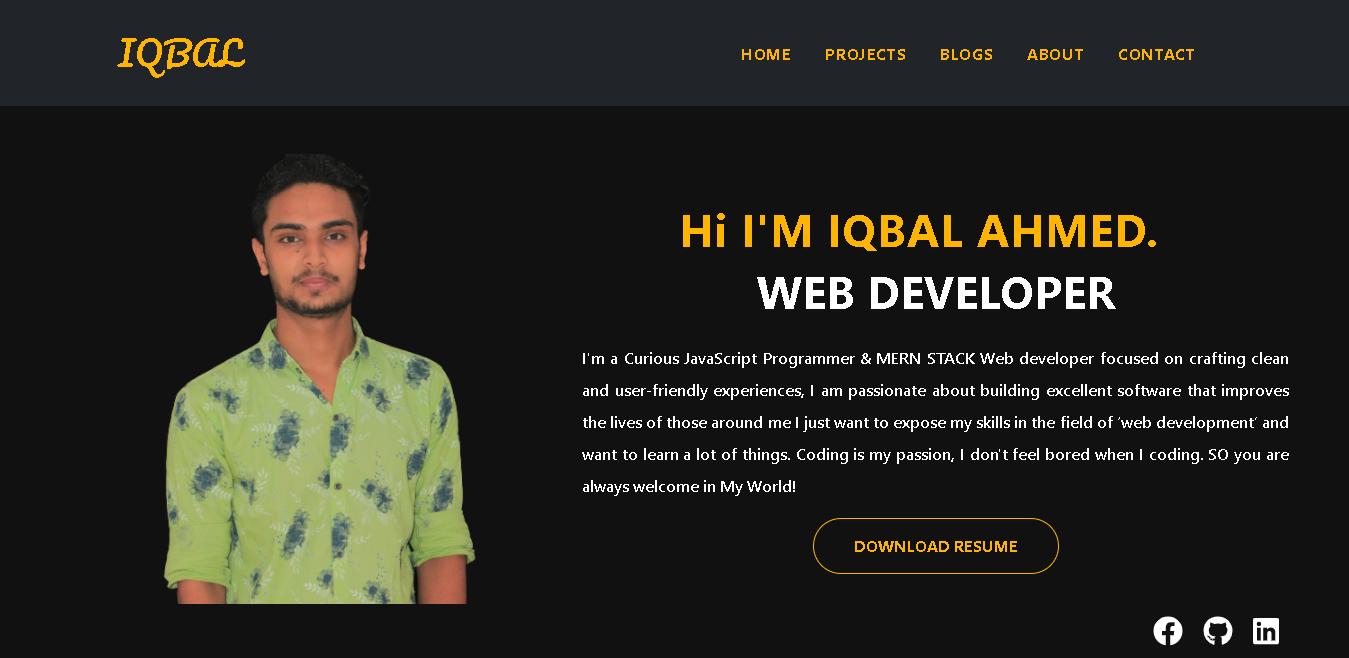 IQBAL
HOME PROJECTS BLOGS ABOUT CONTACT
Hi I'M IQBAL AHMED.
WEB DEVELOPER
I'm a Curious JavaScript Programmer & MERN STACK Web developer focused on crafting clean
and user-friendly experiences, I am passionate about building excellent software that improves
the lives of those around me I just want to expose my skills in the field of 'web development' and
want to learn a lot of things. Coding is my passion, I don't feel bored when I coding. SO you are
always welcome in My World!
DOWNLOAD RESUME